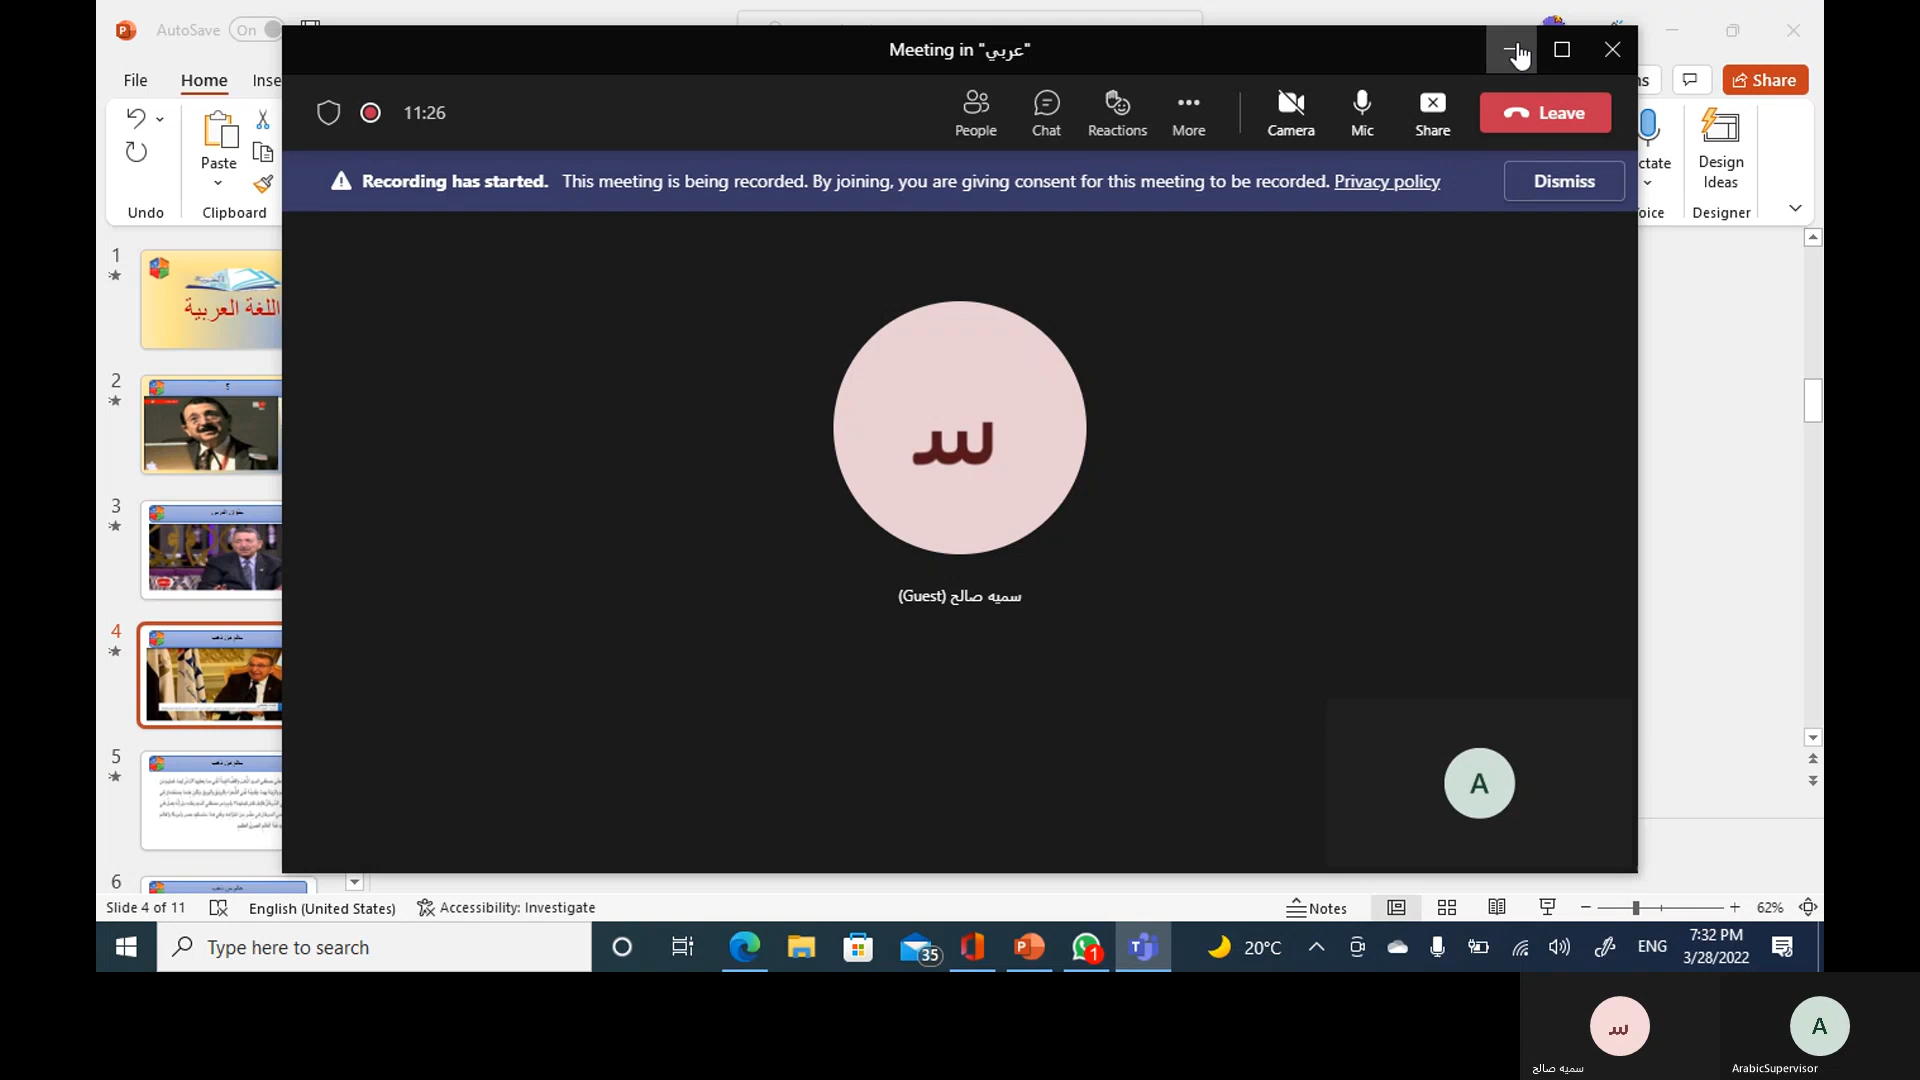 AutoSave On
Meeting in "عربي"
File Home Inse
Share
11:26
People Chat Reactions More Camera Mic Share Leave
Paste
Undo Clipboard
Design Ideas
Designer
Recording has started. This meeting is being recorded. By joining, you are giving consent for this meeting to be recorded. Privacy policy Dismiss
1
اللغة العربية
2
؟
3
4
5
6
س
سميه صالح (Guest)
A
Slide 4 of 11 English (United States) Accessibility: Investigate Notes 62%
Type here to search
35
1
20°C ENG
7:32 PM
3/28/2022
س A
سميه صالح ArabicSupervisor